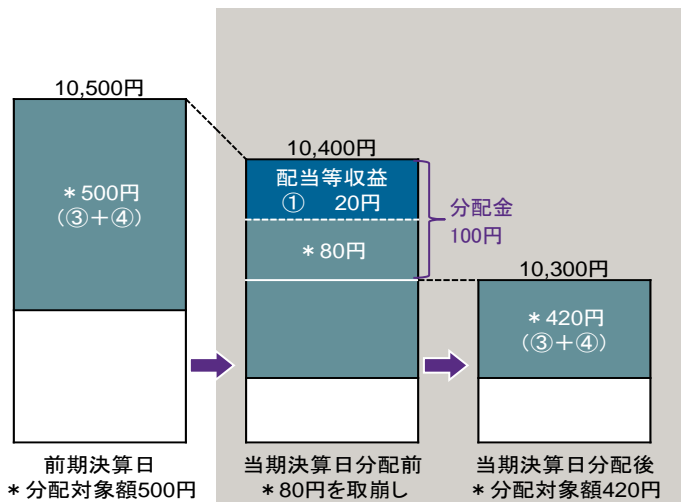 10,500円
＊500円
(③＋④)
前期決算日
＊分配対象額500円
10,400円
配当等収益
① 20円
＊80円
分配金
100円
当期決算日分配前
＊80円を取崩し
10,300円
＊420円
(③＋④)
当期決算日分配後
＊分配対象額420円